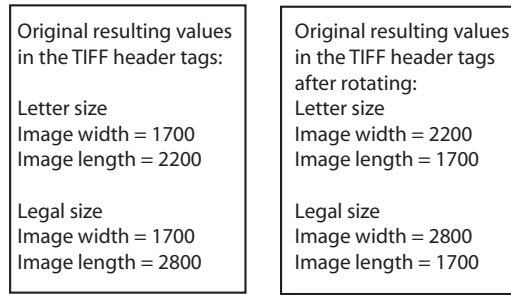 Original resulting values
in the TIFF header tags:
Letter size
Image width = 1700
Image length = 2200
Legal size
Image width = 1700
Image length = 2800
Original resulting values
in the TIFF header tags
after rotating:
Letter size
Image width = 2200
Image length = 1700
Legal size
Image width = 2800
Image length = 1700